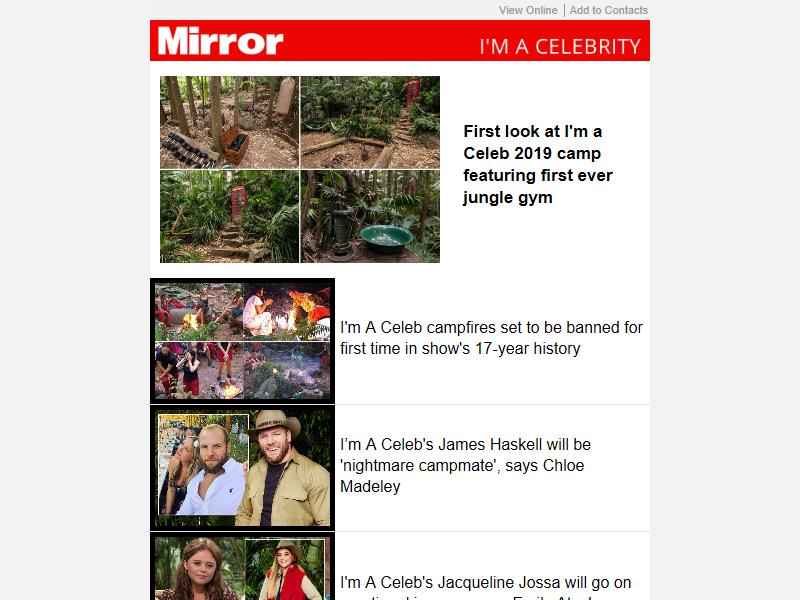 View Online | Add to Contacts
Mirror
I'M A CELEBRITY
First look at I'm a
Celeb 2019 camp
featuring first ever
jungle gym
I'm A Celeb campfires set to be banned for
first time in show's 17-year history
I’m A Celeb's James Haskell will be
'nightmare campmate', says Chloe
Madeley
I'm A Celeb's Jacqueline Jossa will go on